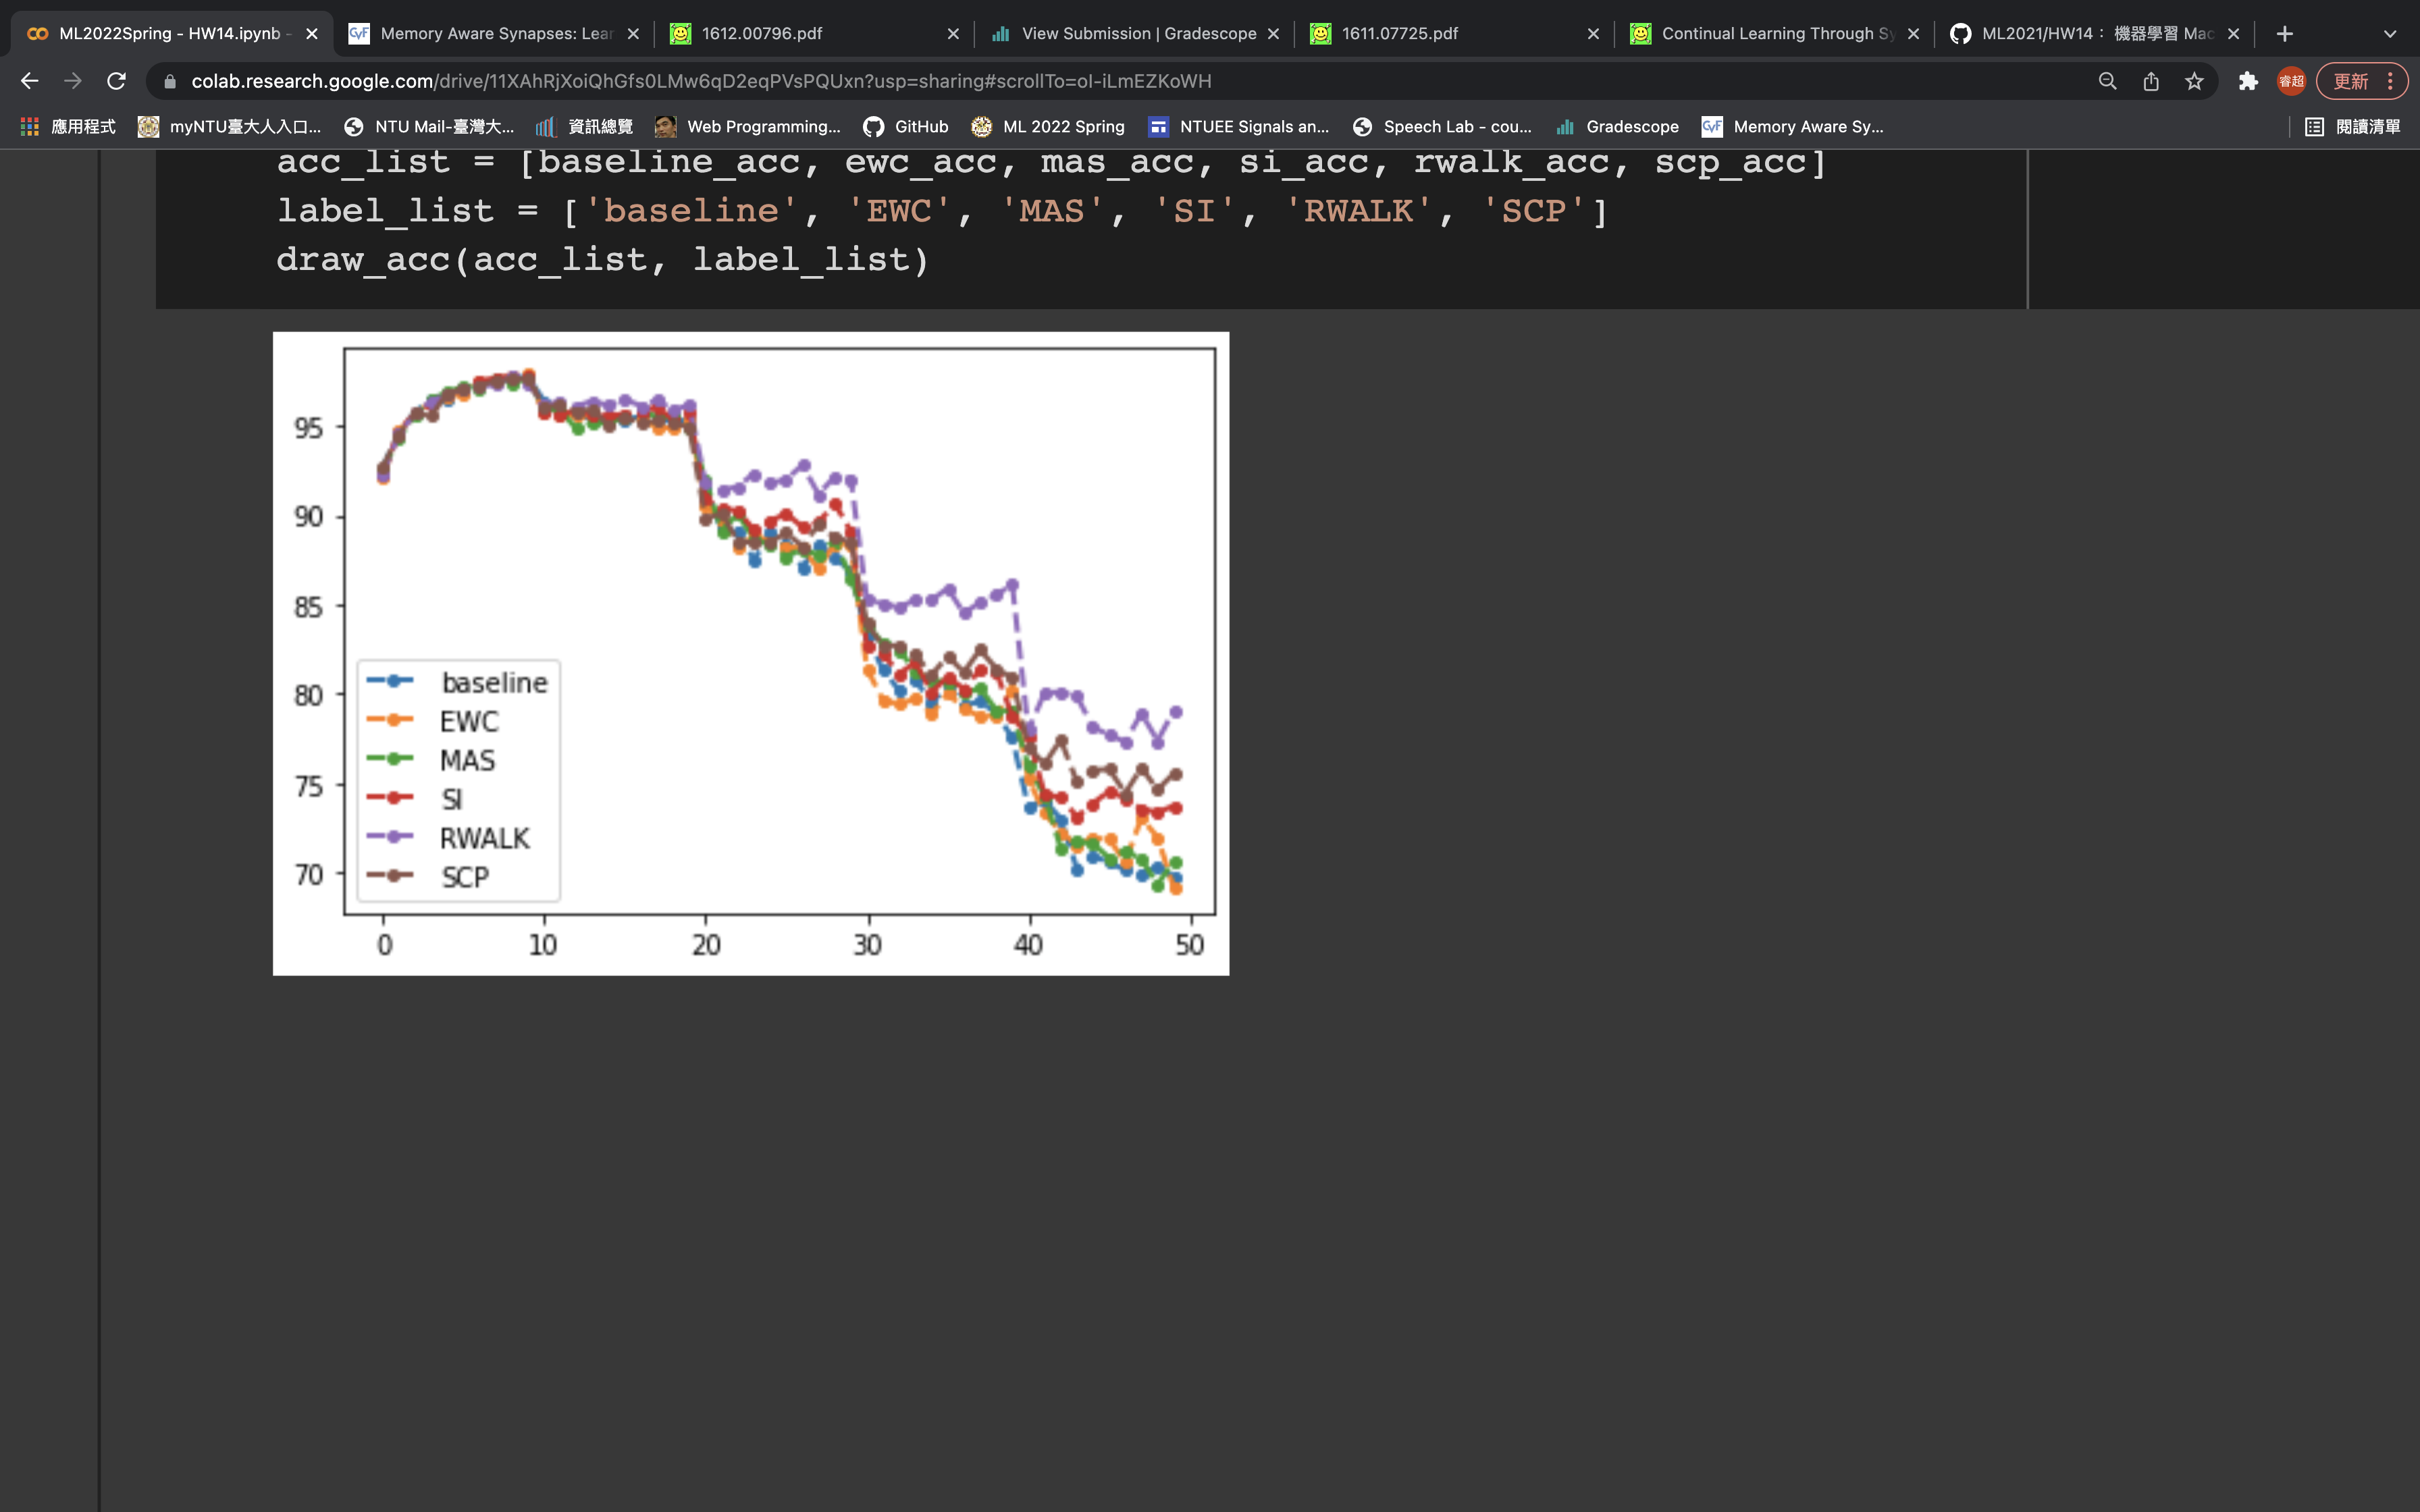 ML2022Spring - HW14.ipynb -
Memory Aware Synapses: Lear
1612.00796.pdf
View Submission | Gradescope
1611.07725.pdf
Continual Learning Through Sy
ML2021/HW14： 機器學習 Mac
colab.research.google.com/drive/11XAhRjXoiQhGfs0LMw6qD2eqPVsPQUxn?usp=sharing#scrollTo=oI-iLmEZKoWH
睿超
更新
應用程式
myNTU臺大人入口...
NTU Mail-臺灣大...
資訊總覽
Web Programming...
GitHub
ML 2022 Spring
NTUEE Signals an...
Speech Lab - cou...
Gradescope
Memory Aware Sy...
閱讀清單
acc_list = [baseline_acc, ewc_acc, mas_acc, si_acc, rwalk_acc, scp_acc]
label_list = ['baseline', 'EWC', 'MAS', 'SI', 'RWALK', 'SCP']
draw_acc(acc_list, label_list)
95
90
85
80
75
70
baseline
EWC
MAS
SI
RWALK
SCP
0 10 20 30 40 50